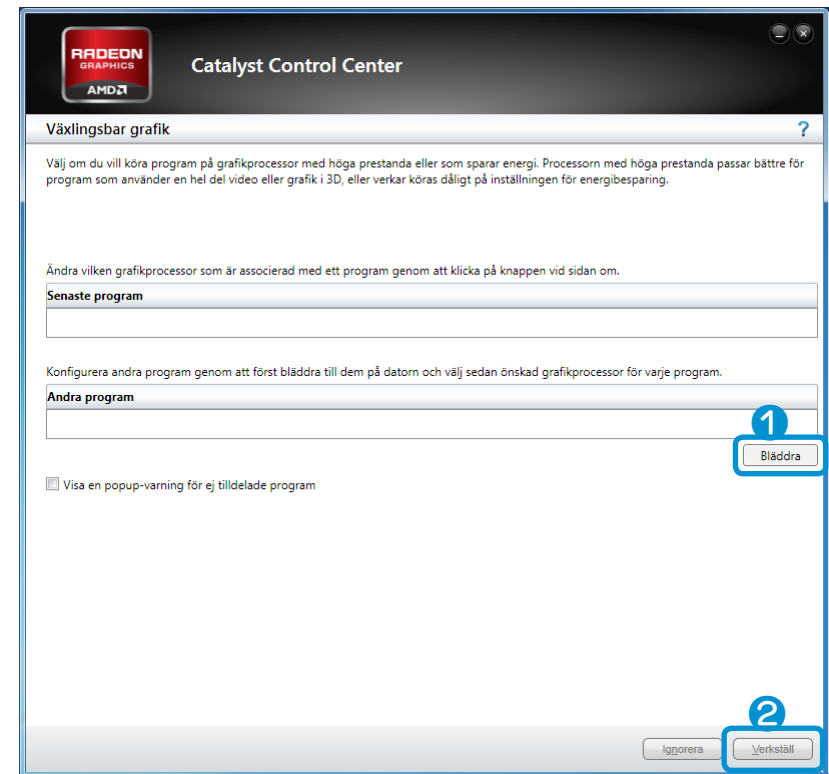 RADEON
GRAPHICS
AMD
Catalyst Control Center
Växlingsbar grafik
?
Välj om du vill köra program på grafikprocessor med höga prestanda eller som sparar energi. Processorn med höga prestanda passar bättre för
program som använder en hel del video eller grafik i 3D, eller verkar köras dåligt på inställningen för energibesparing.
Ändra vilken grafikprocessor som är associerad med ett program genom att klicka på knappen vid sidan om.
Senaste program
Konfigurera andra program genom att först bläddra till dem på datorn och välj sedan önskad grafikprocessor för varje program.
Andra program
1
Bläddra
Visa en popup-varning för ej tilldelade program
2
Ignorera
Verkställ